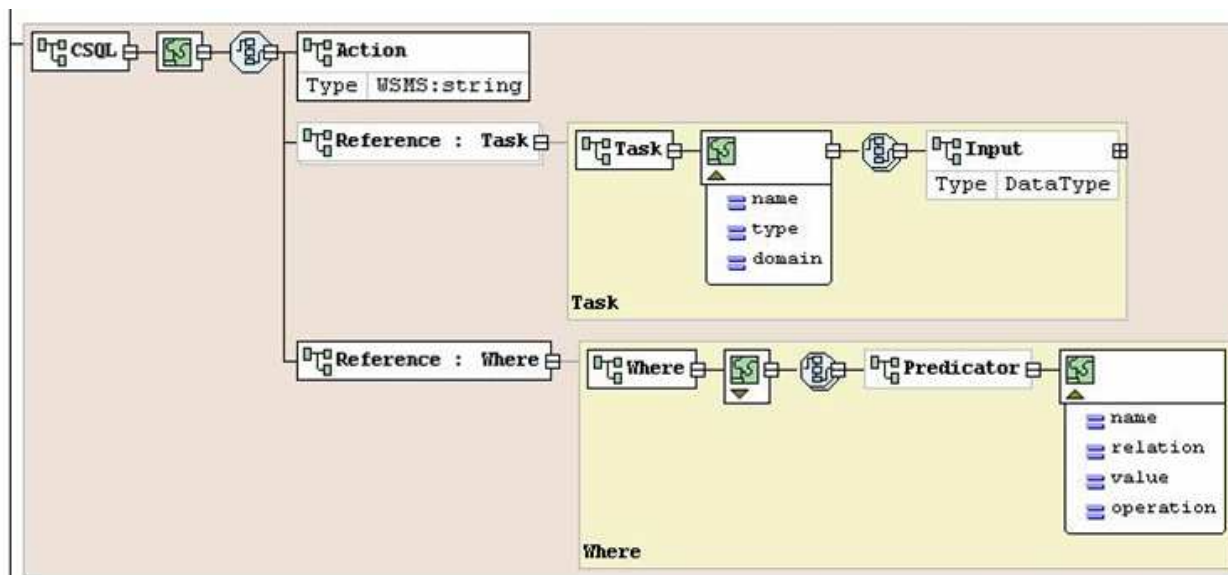 CSQL
Action
Type WSMS:string
Reference : Task
Task
Input
Type DataType
name
type
domain
Task
Reference : Where
Where
Predicator
name
relation
value
operation
Where